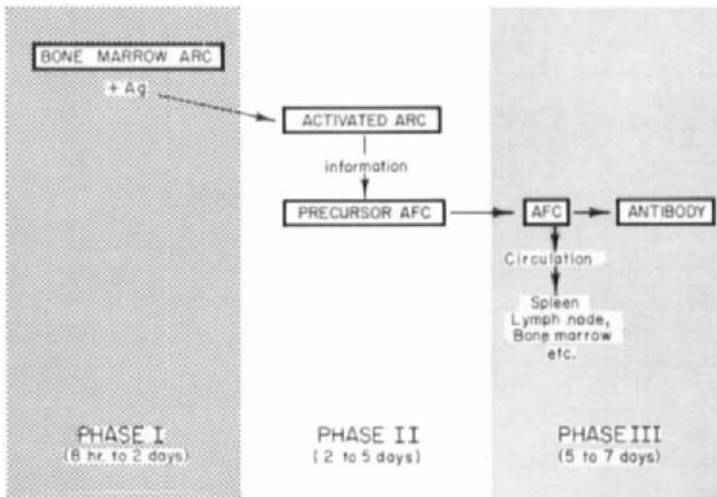 BONE MARROW ARC
+ Ag
ACTIVATED ARC
information
PRECURSOR AFC
AFC
ANTIBODY
Circulation
Spleen
Lymph node,
Bone marrow
etc.
PHASE I
(8 hr. to 2 days)
PHASE II
(2 to 5 days)
PHASE III
(5 to 7 days)